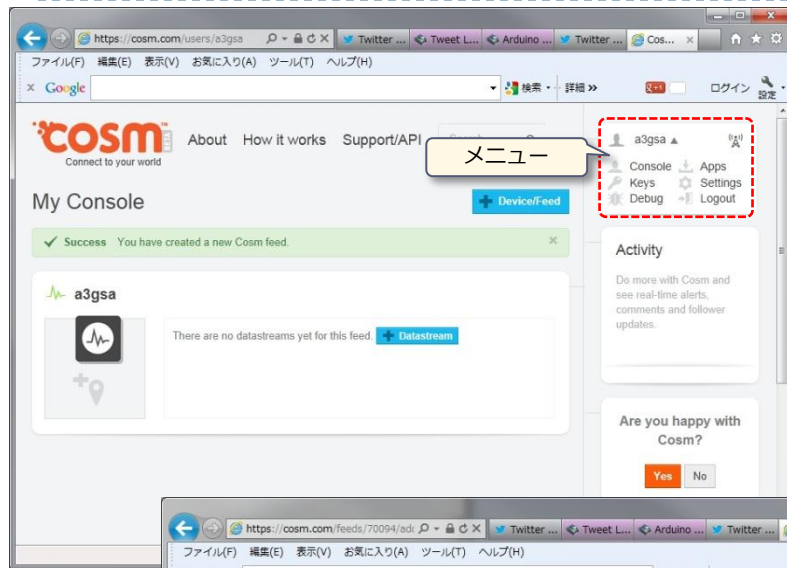 https://cosm.com/users/a3gsa
Twitter ... Tweet L... Arduino ... Twitter ... Cos... ×
ファイル(F) 編集(E) 表示(V) お気に入り(A) ツール(T) ヘルプ(H)
× Google 検索 詳細 » ログイン 設定
COSM
Connect to your world
About How it works Support/API
メニュー
a3gsa ▲
Console Apps
Keys Settings
Debug Logout
My Console
+ Device/Feed
Success You have created a new Cosm feed. ×
a3gsa
There are no datastreams yet for this feed. + Datastream
Activity
Do more with Cosm and
see real-time alerts,
comments and follower
updates.
Are you happy with
Cosm?
Yes No
https://cosm.com/feeds/70094/adc
Twitter ... Tweet L... Arduino ... Twitter ...
ファイル(F) 編集(E) 表示(V) お気に入り(A) ツール(T) ヘルプ(H)